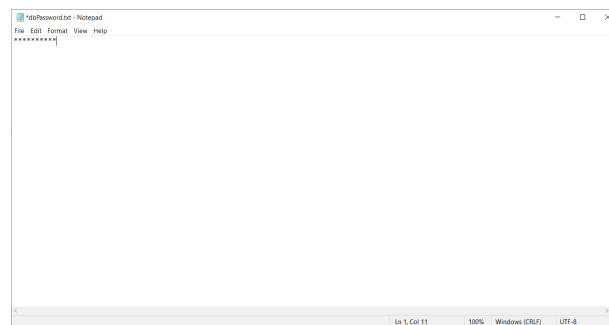 *dbPassword.txt - Notepad
File Edit Format View Help
**********
Ln 1, Col 11 100% Windows (CRLF) UTF-8